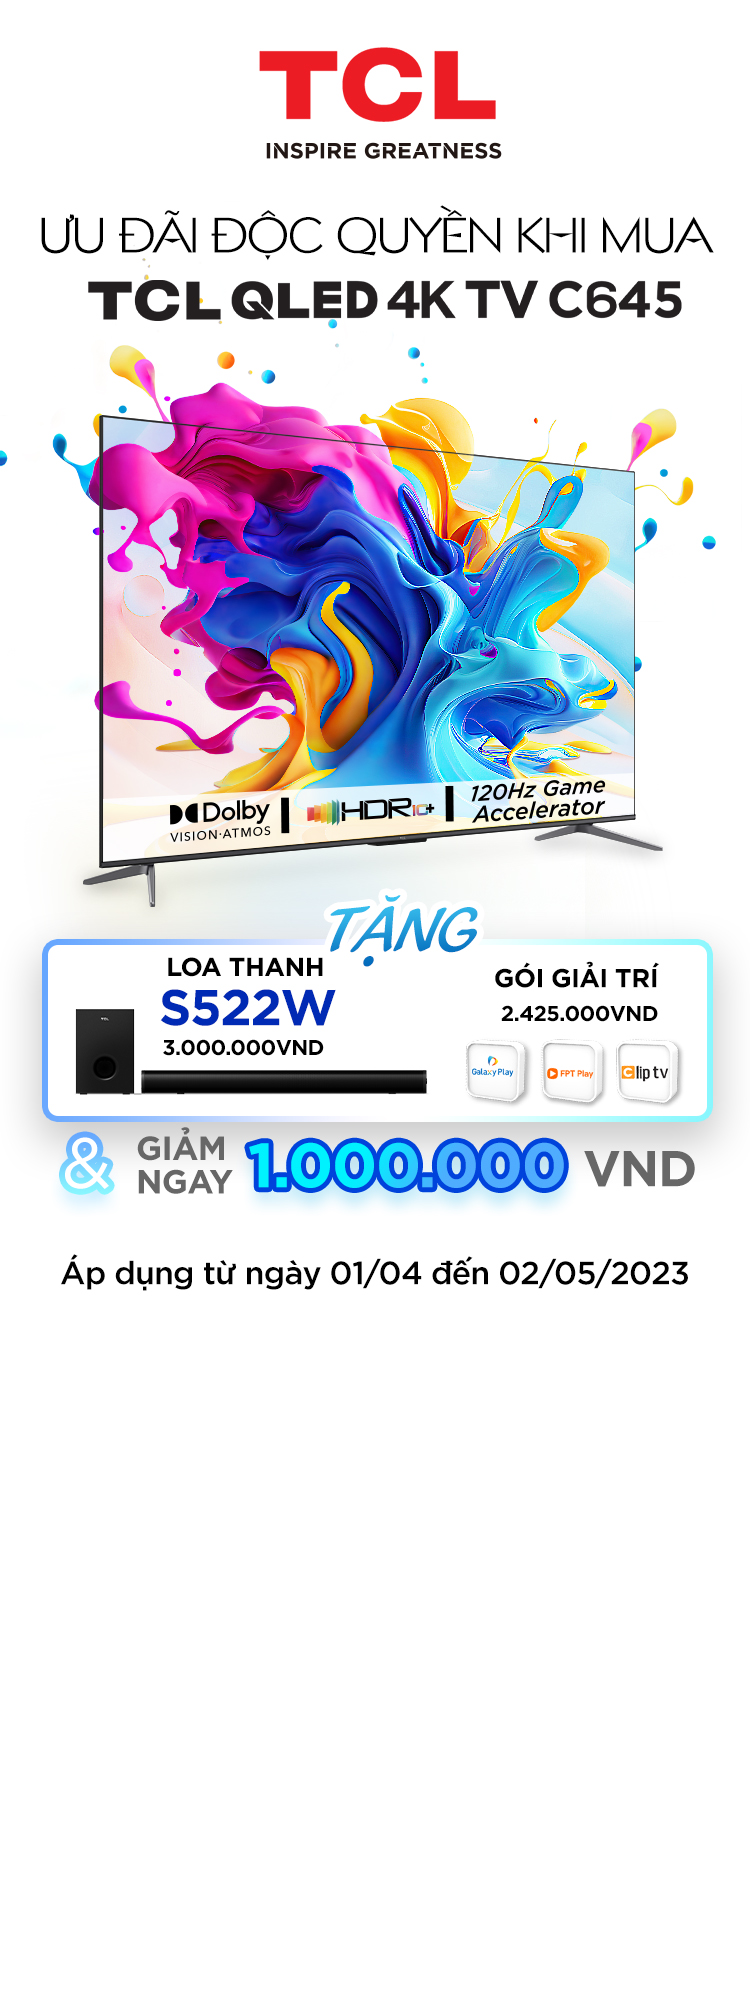 TCL
INSPIRE GREATNESS
ƯU ĐÃI ĐỘC QUYỀN KHI MUA
TCL QLED 4K TV C645
Dolby
VISION·ATMOS
HDR10+
120Hz Game
Accelerator
TẶNG
LOA THANH
S522W
3.000.000VND
TCL
GÓI GIẢI TRÍ
2.425.000VND
Galaxy Play
FPT Play
Clip tv
& GIẢM NGAY 1.000.000 VND
Áp dụng từ ngày 01/04 đến 02/05/2023